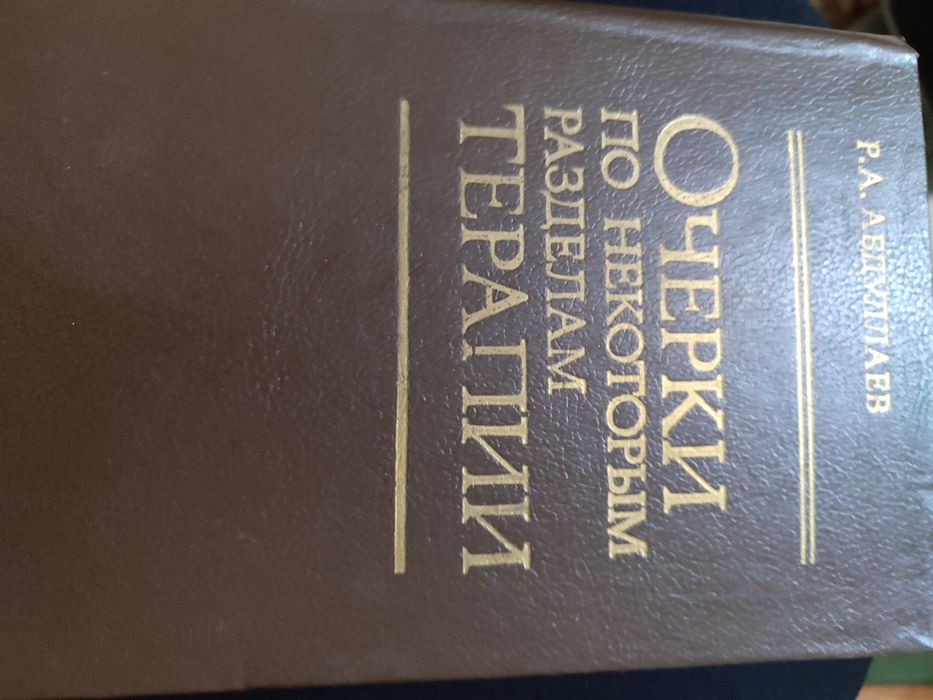 Р. А. АБДУЛЛАЕВ
ОЧЕРКИ
ПО НЕКОТОРЫМ
РАЗДЕЛАМ
ТЕРАПИИ